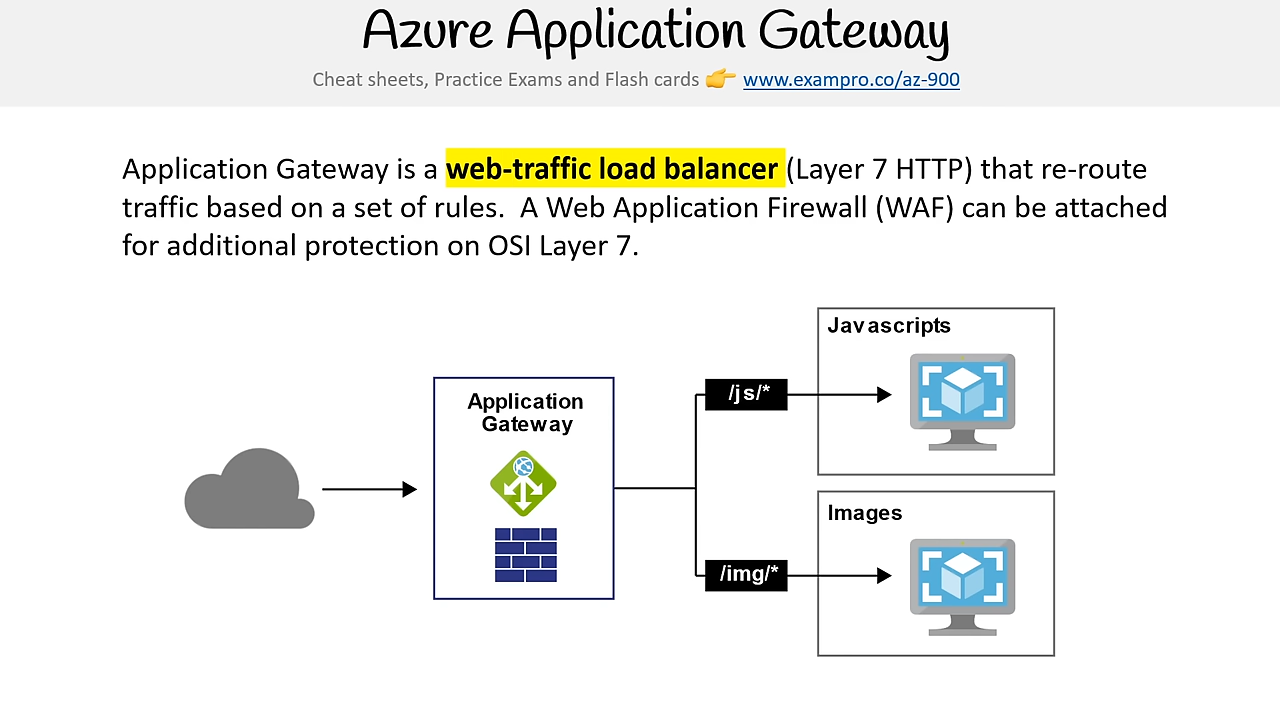 Azure Application Gateway
Cheat sheets, Practice Exams and Flash cards 👉 www.exampro.co/az-900
Application Gateway is a web-traffic load balancer (Layer 7 HTTP) that re-route
traffic based on a set of rules. A Web Application Firewall (WAF) can be attached
for additional protection on OSI Layer 7.
Javascripts
Application
Gateway
/js/*
Images
/img/*